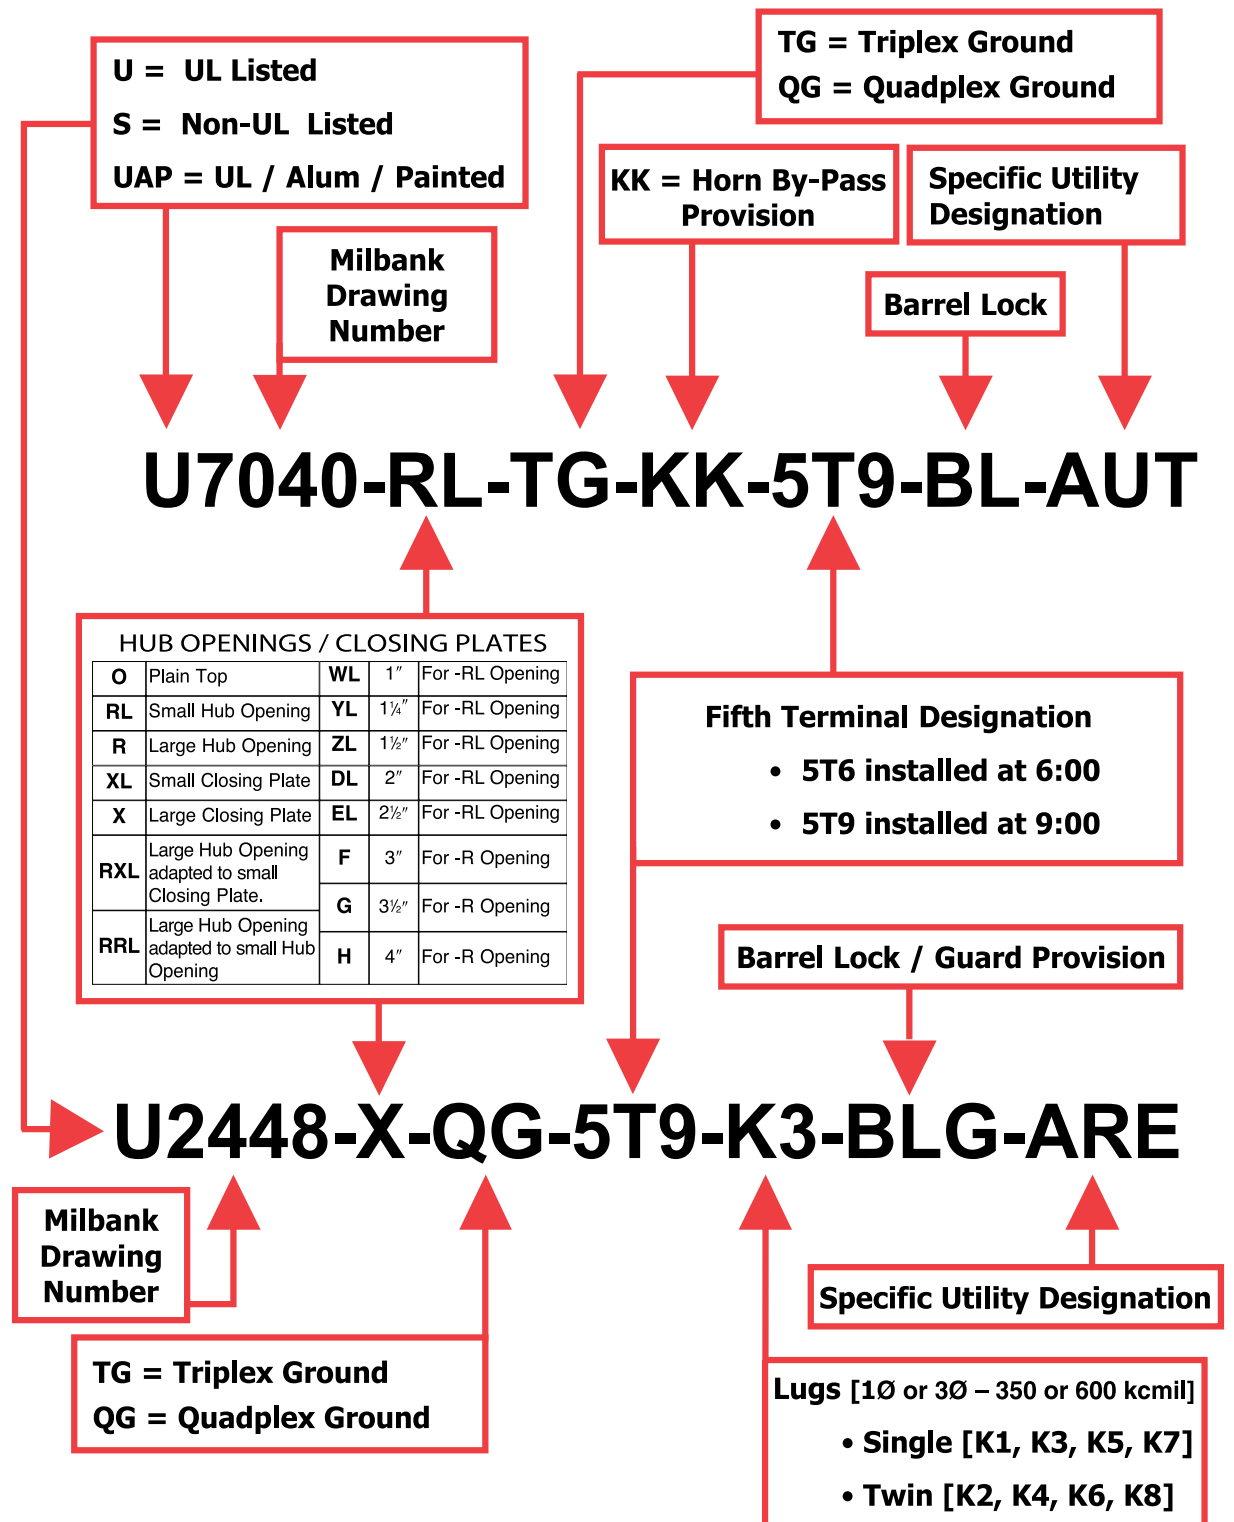 U = UL Listed
S = Non-UL Listed
UAP = UL / Alum / Painted
TG = Triplex Ground
QG = Quadplex Ground
KK = Horn By-Pass
Provision
Specific Utility
Designation
Milbank
Drawing
Number
Barrel Lock
U7040-RL-TG-KK-5T9-BL-AUT
HUB OPENINGS / CLOSING PLATES
O Plain Top WL 1" For -RL Opening
RL Small Hub Opening YL 1¼" For -RL Opening
R Large Hub Opening ZL 1½" For -RL Opening
XL Small Closing Plate DL 2" For -RL Opening
X Large Closing Plate EL 2½" For -RL Opening
RXL Large Hub Opening
adapted to small
Closing Plate.
F 3" For -R Opening
G 3½" For -R Opening
RRL Large Hub Opening
adapted to small Hub
Opening
H 4" For -R Opening
Fifth Terminal Designation
• 5T6 installed at 6:00
• 5T9 installed at 9:00
Barrel Lock / Guard Provision
U2448-X-QG-5T9-K3-BLG-ARE
Milbank
Drawing
Number
Specific Utility Designation
TG = Triplex Ground
QG = Quadplex Ground
Lugs [1Ø or 3Ø – 350 or 600 kcmil]
• Single [K1, K3, K5, K7]
• Twin [K2, K4, K6, K8]